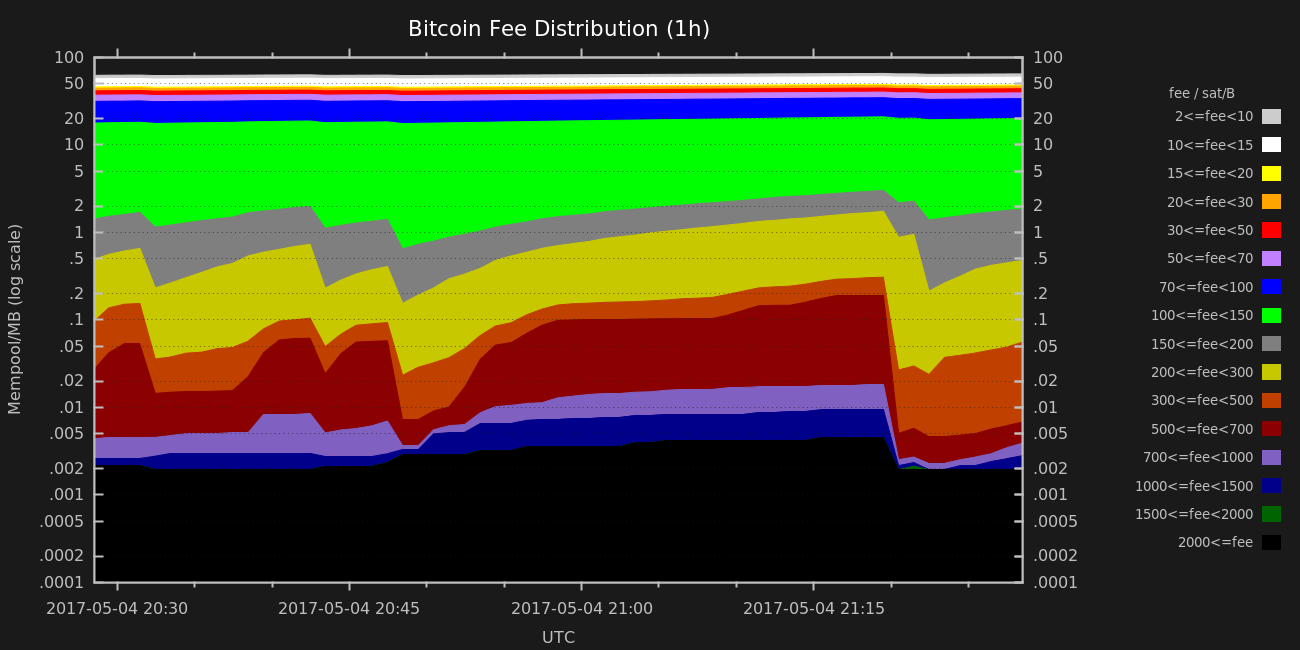 Bitcoin Fee Distribution (1h)
Mempool/MB (log scale)
100
50
20
10
5
2
1
.5
.2
.1
.05
.02
.01
.005
.002
.001
.0005
.0002
.0001
100
50
20
10
5
2
1
.5
.2
.1
.05
.02
.01
.005
.002
.001
.0005
.0002
.0001
2017-05-04 20:30
2017-05-04 20:45
2017-05-04 21:00
2017-05-04 21:15
UTC
fee / sat/B
2<=fee<10
10<=fee<15
15<=fee<20
20<=fee<30
30<=fee<50
50<=fee<70
70<=fee<100
100<=fee<150
150<=fee<200
200<=fee<300
300<=fee<500
500<=fee<700
700<=fee<1000
1000<=fee<1500
1500<=fee<2000
2000<=fee